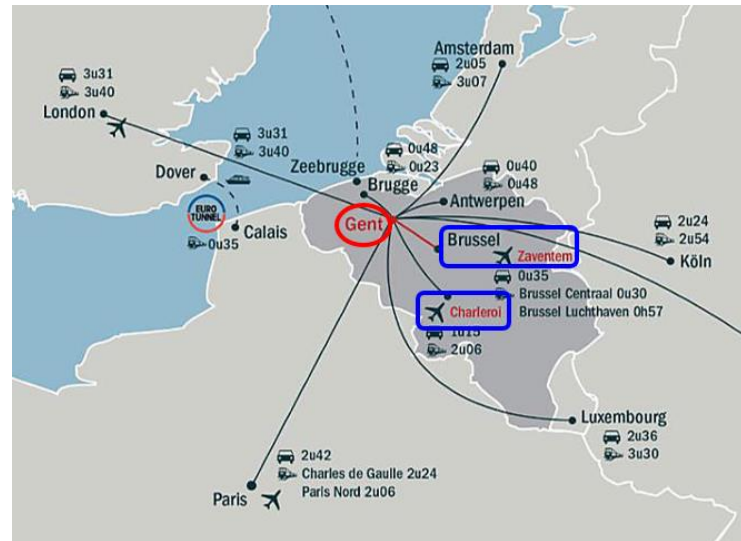 Amsterdam
2u05
3u07
3u31
3u40
London
3u31
3u40
Dover
EURO
TUNNEL
0u35
Calais
Zeebrugge
Brugge
0u48
0u23
0u40
0u48
Antwerpen
Gent
Brussel
Zaventem
0u35
Brussel Centraal 0u30
Brussel Luchthaven 0h57
2u24
2u54
Köln
Charleroi
1u15
2u06
Luxembourg
2u36
3u30
2u42
Charles de Gaulle 2u24
Paris Nord 2u06
Paris